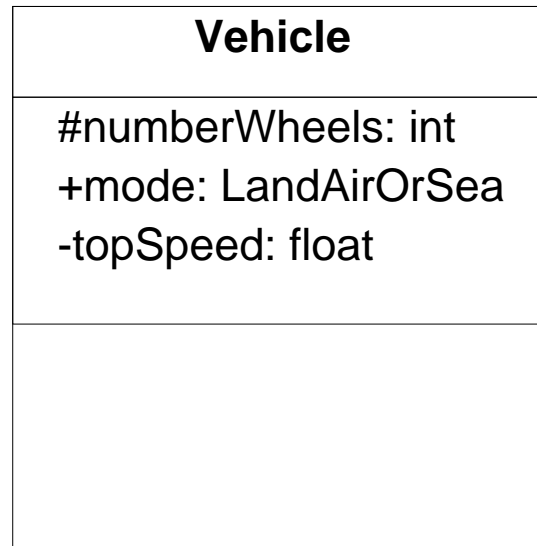 Vehicle
#numberWheels: int
+mode: LandAirOrSea
-topSpeed: float